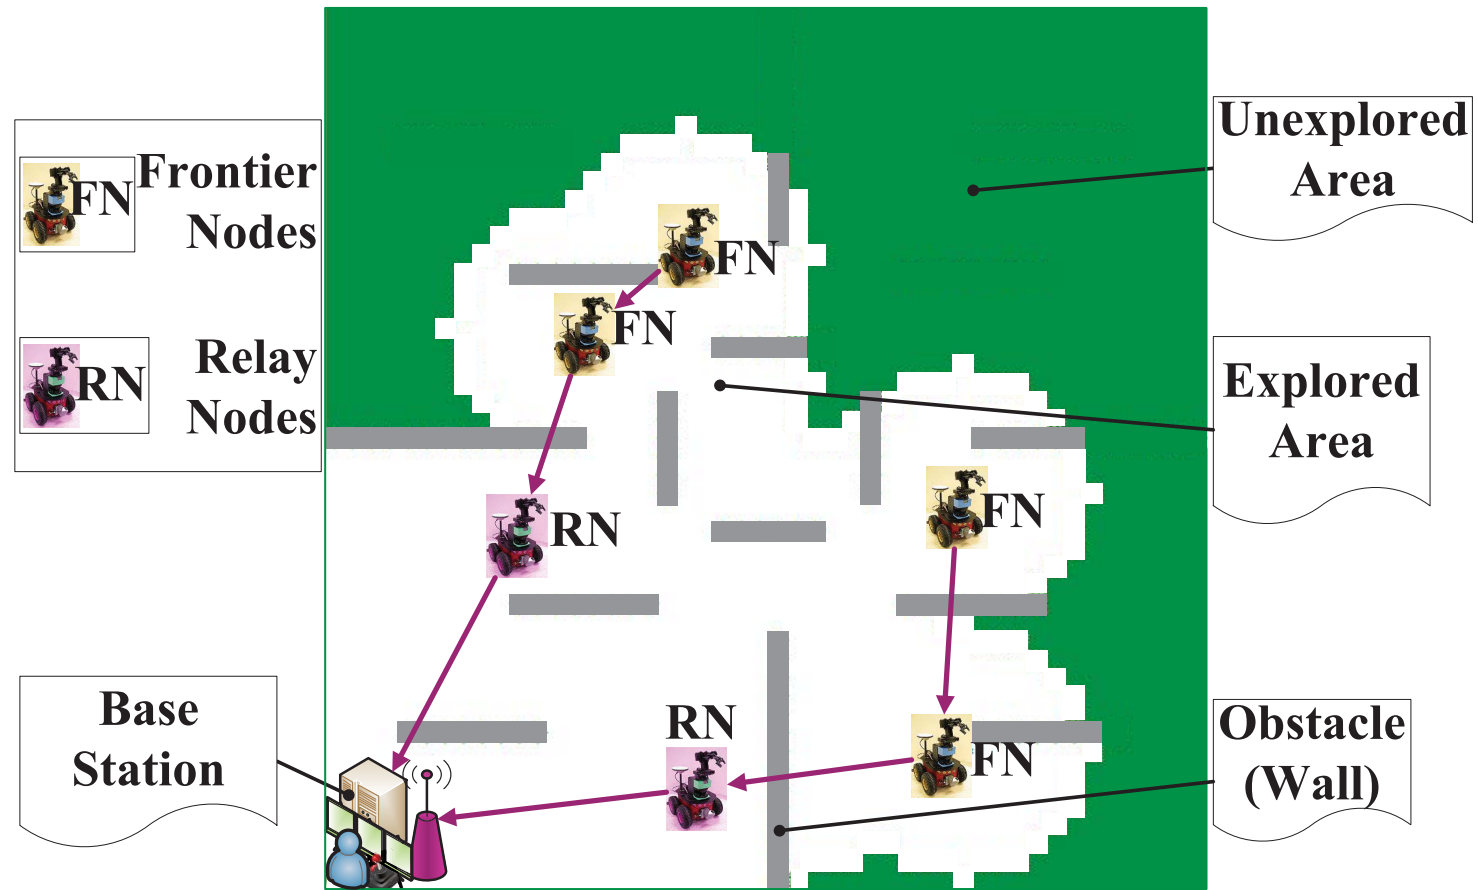 FN
Frontier
Nodes
RN
Relay
Nodes
Base
Station
FN
FN
RN
FN
RN
FN
Unexplored
Area
Explored
Area
Obstacle
(Wall)